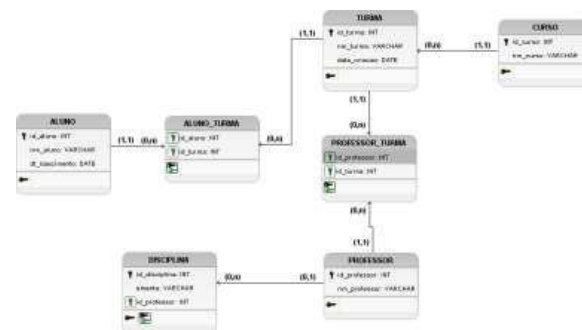 TURMA
id_turma: INT
nm_turma: VARCHAR
data_criacao: DATE
(1,1)
(0,n)
(1,1)
CURSO
id_curso: INT
nm_curso: VARCHAR
(1,1)
(0,n)
ALUNO
id_aluno: INT
nm_aluno: VARCHAR
dt_nascimento: DATE
(1,1)
(0,n)
ALUNO_TURMA
id_aluno: INT
id_turma: INT
(0,n)
PROFESSOR_TURMA
id_professor: INT
id_turma: INT
(0,n)
(1,1)
DISCIPLINA
id_disciplina: INT
ementa: VARCHAR
id_professor: INT
(0,n)
(0,1)
PROFESSOR
id_professor: INT
nm_professor: VARCHAR